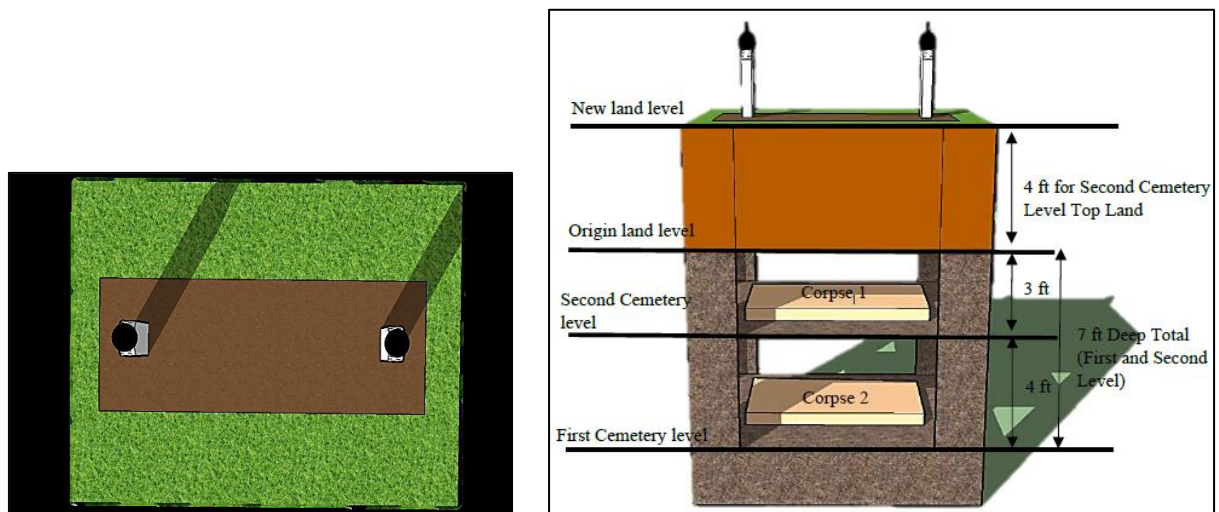 New land level
4 ft for Second Cemetery
Level Top Land
Origin land level
Second Cemetery
level
Corpse 1
3 ft
7 ft Deep Total
(First and Second
Level)
4 ft
Corpse 2
First Cemetery level